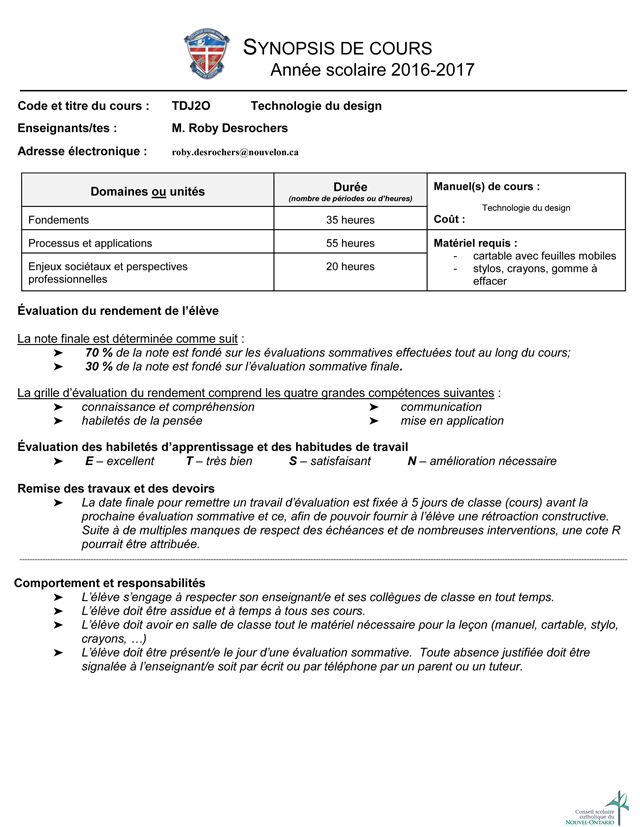 SYNOPSIS DE COURS
Année scolaire 2016-2017
Code et titre du cours : TDJ2O Technologie du design
Enseignants/tes : M. Roby Desrochers
Adresse électronique : roby.desrochers@nouvelon.ca
Domaines ou unités
Durée
(nombre de périodes ou d'heures)
Manuel(s) de cours :
Technologie du design
Coût :
Fondements 35 heures
Processus et applications 55 heures
Enjeux sociétaux et perspectives
professionnelles
20 heures
Matériel requis :
- cartable avec feuilles mobiles
- stylos, crayons, gomme à
effacer
Évaluation du rendement de l'élève
La note finale est déterminée comme suit :
➤ 70 % de la note est fondé sur les évaluations sommatives effectuées tout au long du cours;
➤ 30 % de la note est fondé sur l'évaluation sommative finale.
La grille d'évaluation du rendement comprend les quatre grandes compétences suivantes :
➤ connaissance et compréhension ➤ communication
➤ habiletés de la pensée ➤ mise en application
Évaluation des habiletés d'apprentissage et des habitudes de travail
➤ E – excellent T – très bien S – satisfaisant N – amélioration nécessaire
Remise des travaux et des devoirs
➤ La date finale pour remettre un travail d'évaluation est fixée à 5 jours de classe (cours) avant la
prochaine évaluation sommative et ce, afin de pouvoir fournir à l'élève une rétroaction constructive.
Suite à de multiples manques de respect des échéances et de nombreuses interventions, une cote R
pourrait être attribuée.
Comportement et responsabilités
➤ L'élève s'engage à respecter son enseignant/e et ses collègues de classe en tout temps.
➤ L'élève doit être assidue et à temps à tous ses cours.
➤ L'élève doit avoir en salle de classe tout le matériel nécessaire pour la leçon (manuel, cartable, stylo,
crayons, …)
➤ L'élève doit être présent/e le jour d'une évaluation sommative. Toute absence justifiée doit être
signalée à l'enseignant/e soit par écrit ou par téléphone par un parent ou un tuteur.
Conseil scolaire
catholique du
NOUVEL-ONTARIO